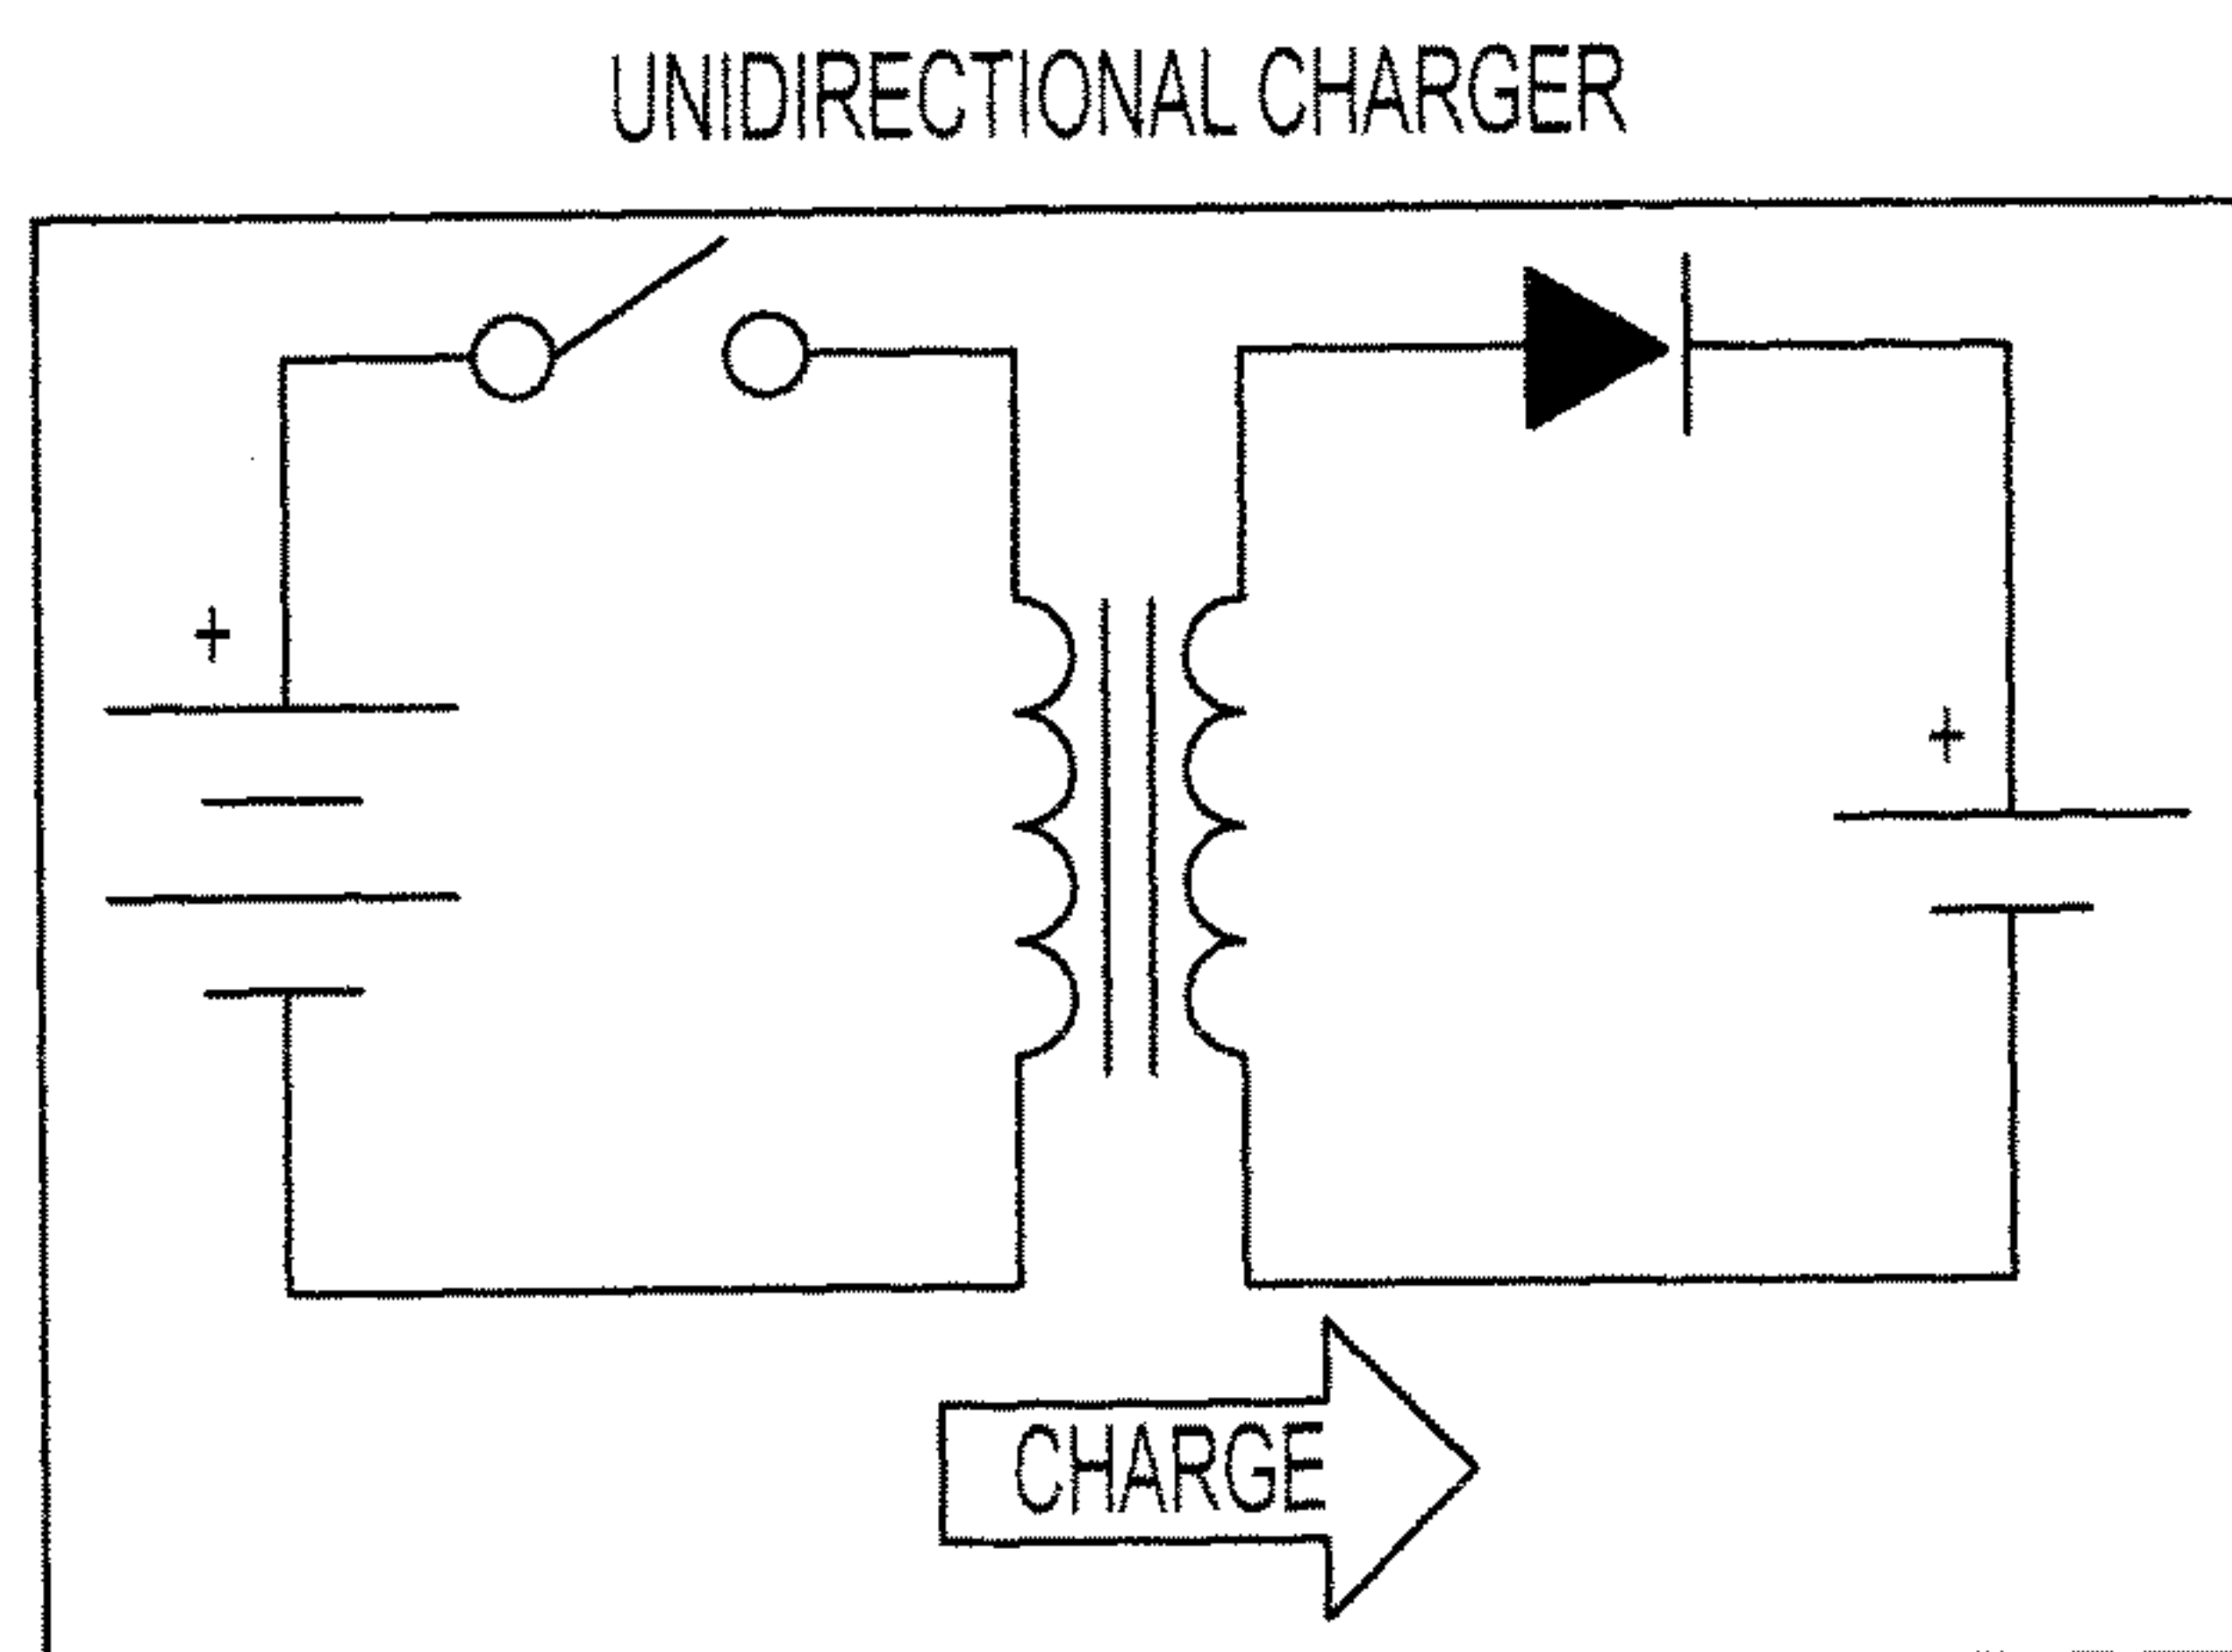 UNIDIRECTIONAL CHARGER
+
+
CHARGE